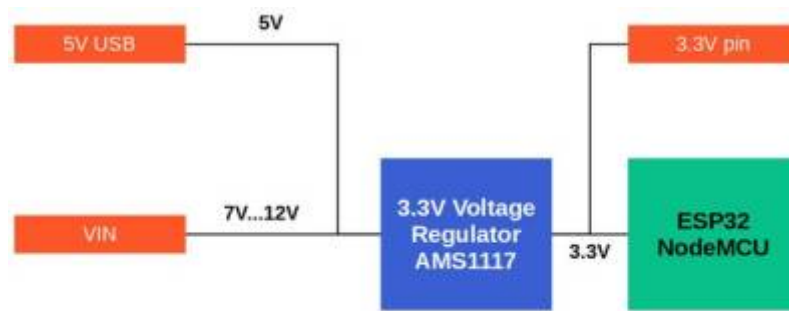 5V USB
5V
3.3V pin
VIN
7V...12V
3.3V Voltage
Regulator
AMS1117
3.3V
ESP32
NodeMCU